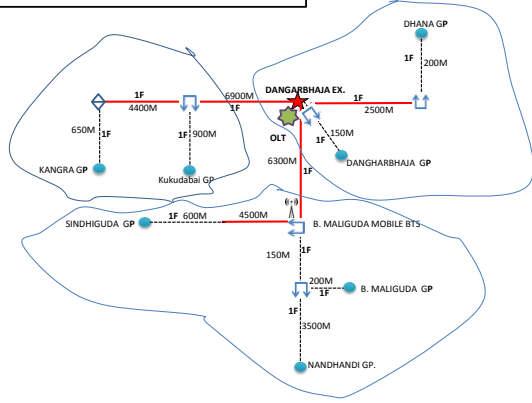 DHANA GP
1F
200M
DANGARBHAJA EX.
1F
6900M
1F
4400M
1F
1F
2500M
650M
1F
1F
900M
OLT
150M
1F
DANGHARBHAJA GP
KANGRA GP
Kukudabai GP
6300M
1F
SINDHIGUDA GP
1F 600M
4500M
B. MALIGUDA MOBILE BTS
1F
150M
200M
1F
B. MALIGUDA GP
1F
3500M
NANDHANDI GP.